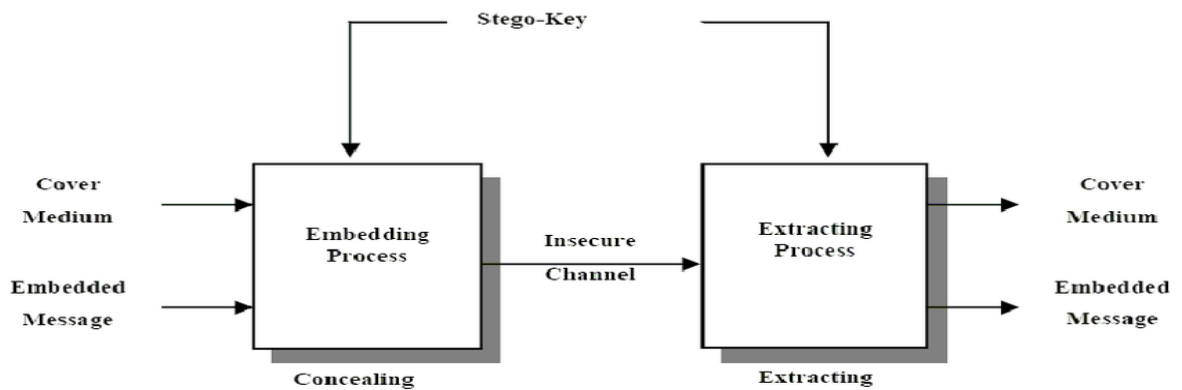 Stego-Key
Cover
Medium
Embedded
Message
Embedding
Process
Concealing
Insecure
Channel
Extracting
Process
Extracting
Cover
Medium
Embedded
Message